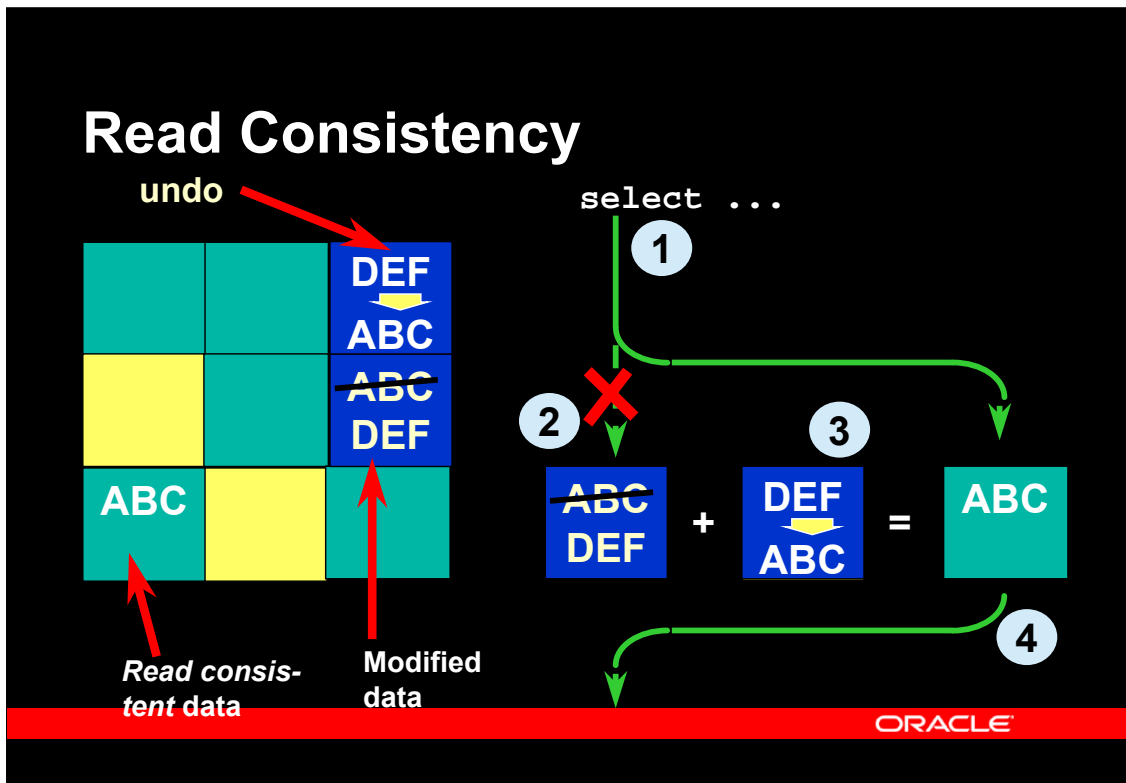 Read Consistency
undo
select ...
1
DEF
ABC
ABC
DEF
ABC
2
3
ABC
DEF
+
DEF
ABC
=
ABC
4
Read consis-
tent data
Modified
data
ORACLE